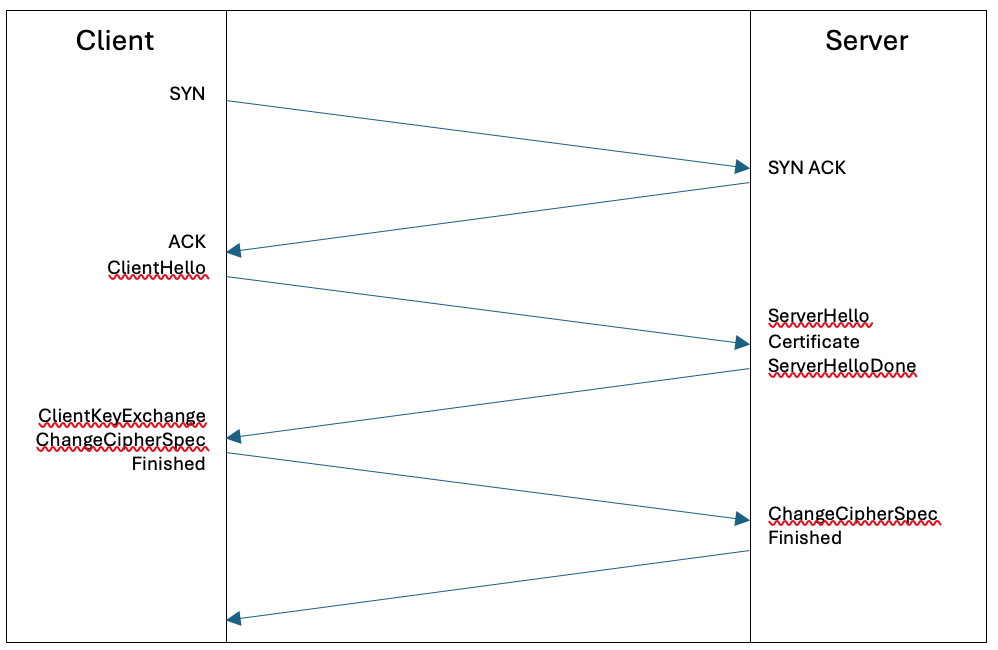 Client
Server
SYN
SYN ACK
ACK
ClientHello
ServerHello
Certificate
ServerHelloDone
ClientKeyExchange
ChangeCipherSpec
Finished
ChangeCipherSpec
Finished